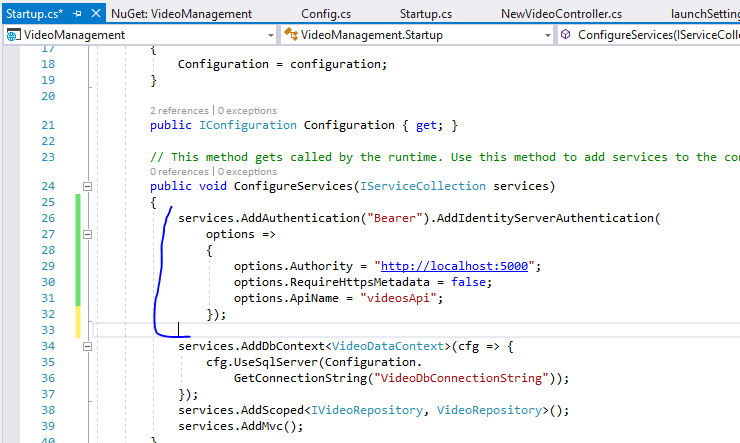 Startup.cs* NuGet: VideoManagement Config.cs Startup.cs NewVideoController.cs launchSetting
VideoManagement VideoManagement.Startup ConfigureServices(IServiceColle
17 {
18 Configuration = configuration;
19 }
20
2 references | 0 exceptions
21 public IConfiguration Configuration { get; }
22
23 // This method gets called by the runtime. Use this method to add services to the con
0 references | 0 exceptions
24 public void ConfigureServices(IServiceCollection services)
25 {
26 services.AddAuthentication("Bearer").AddIdentityServerAuthentication(
27 options =>
28 {
29 options.Authority = "http://localhost:5000";
30 options.RequireHttpsMetadata = false;
31 options.ApiName = "videosApi";
32 });
33
34 services.AddDbContext<VideoDataContext>(cfg => {
35 cfg.UseSqlServer(Configuration.
36 GetConnectionString("VideoDbConnectionString"));
37 });
38 services.AddScoped<IVideoRepository, VideoRepository>();
39 services.AddMvc();
40 }